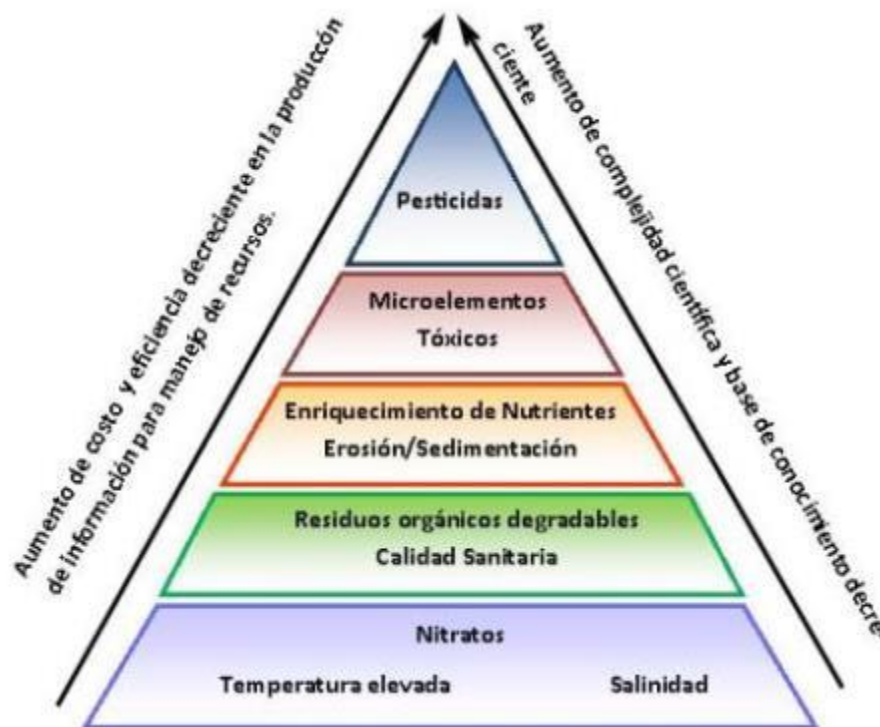 Aumento de costo y eficiencia decreciente en la produccón
de información para manejo de recursos.
Aumento de complejidad científica y base de conocimiento decre-
ciente
Pesticidas
Microelementos
Tóxicos
Enriquecimiento de Nutrientes
Erosión/Sedimentación
Residuos orgánicos degradables
Calidad Sanitaria
Nitratos
Temperatura elevada
Salinidad